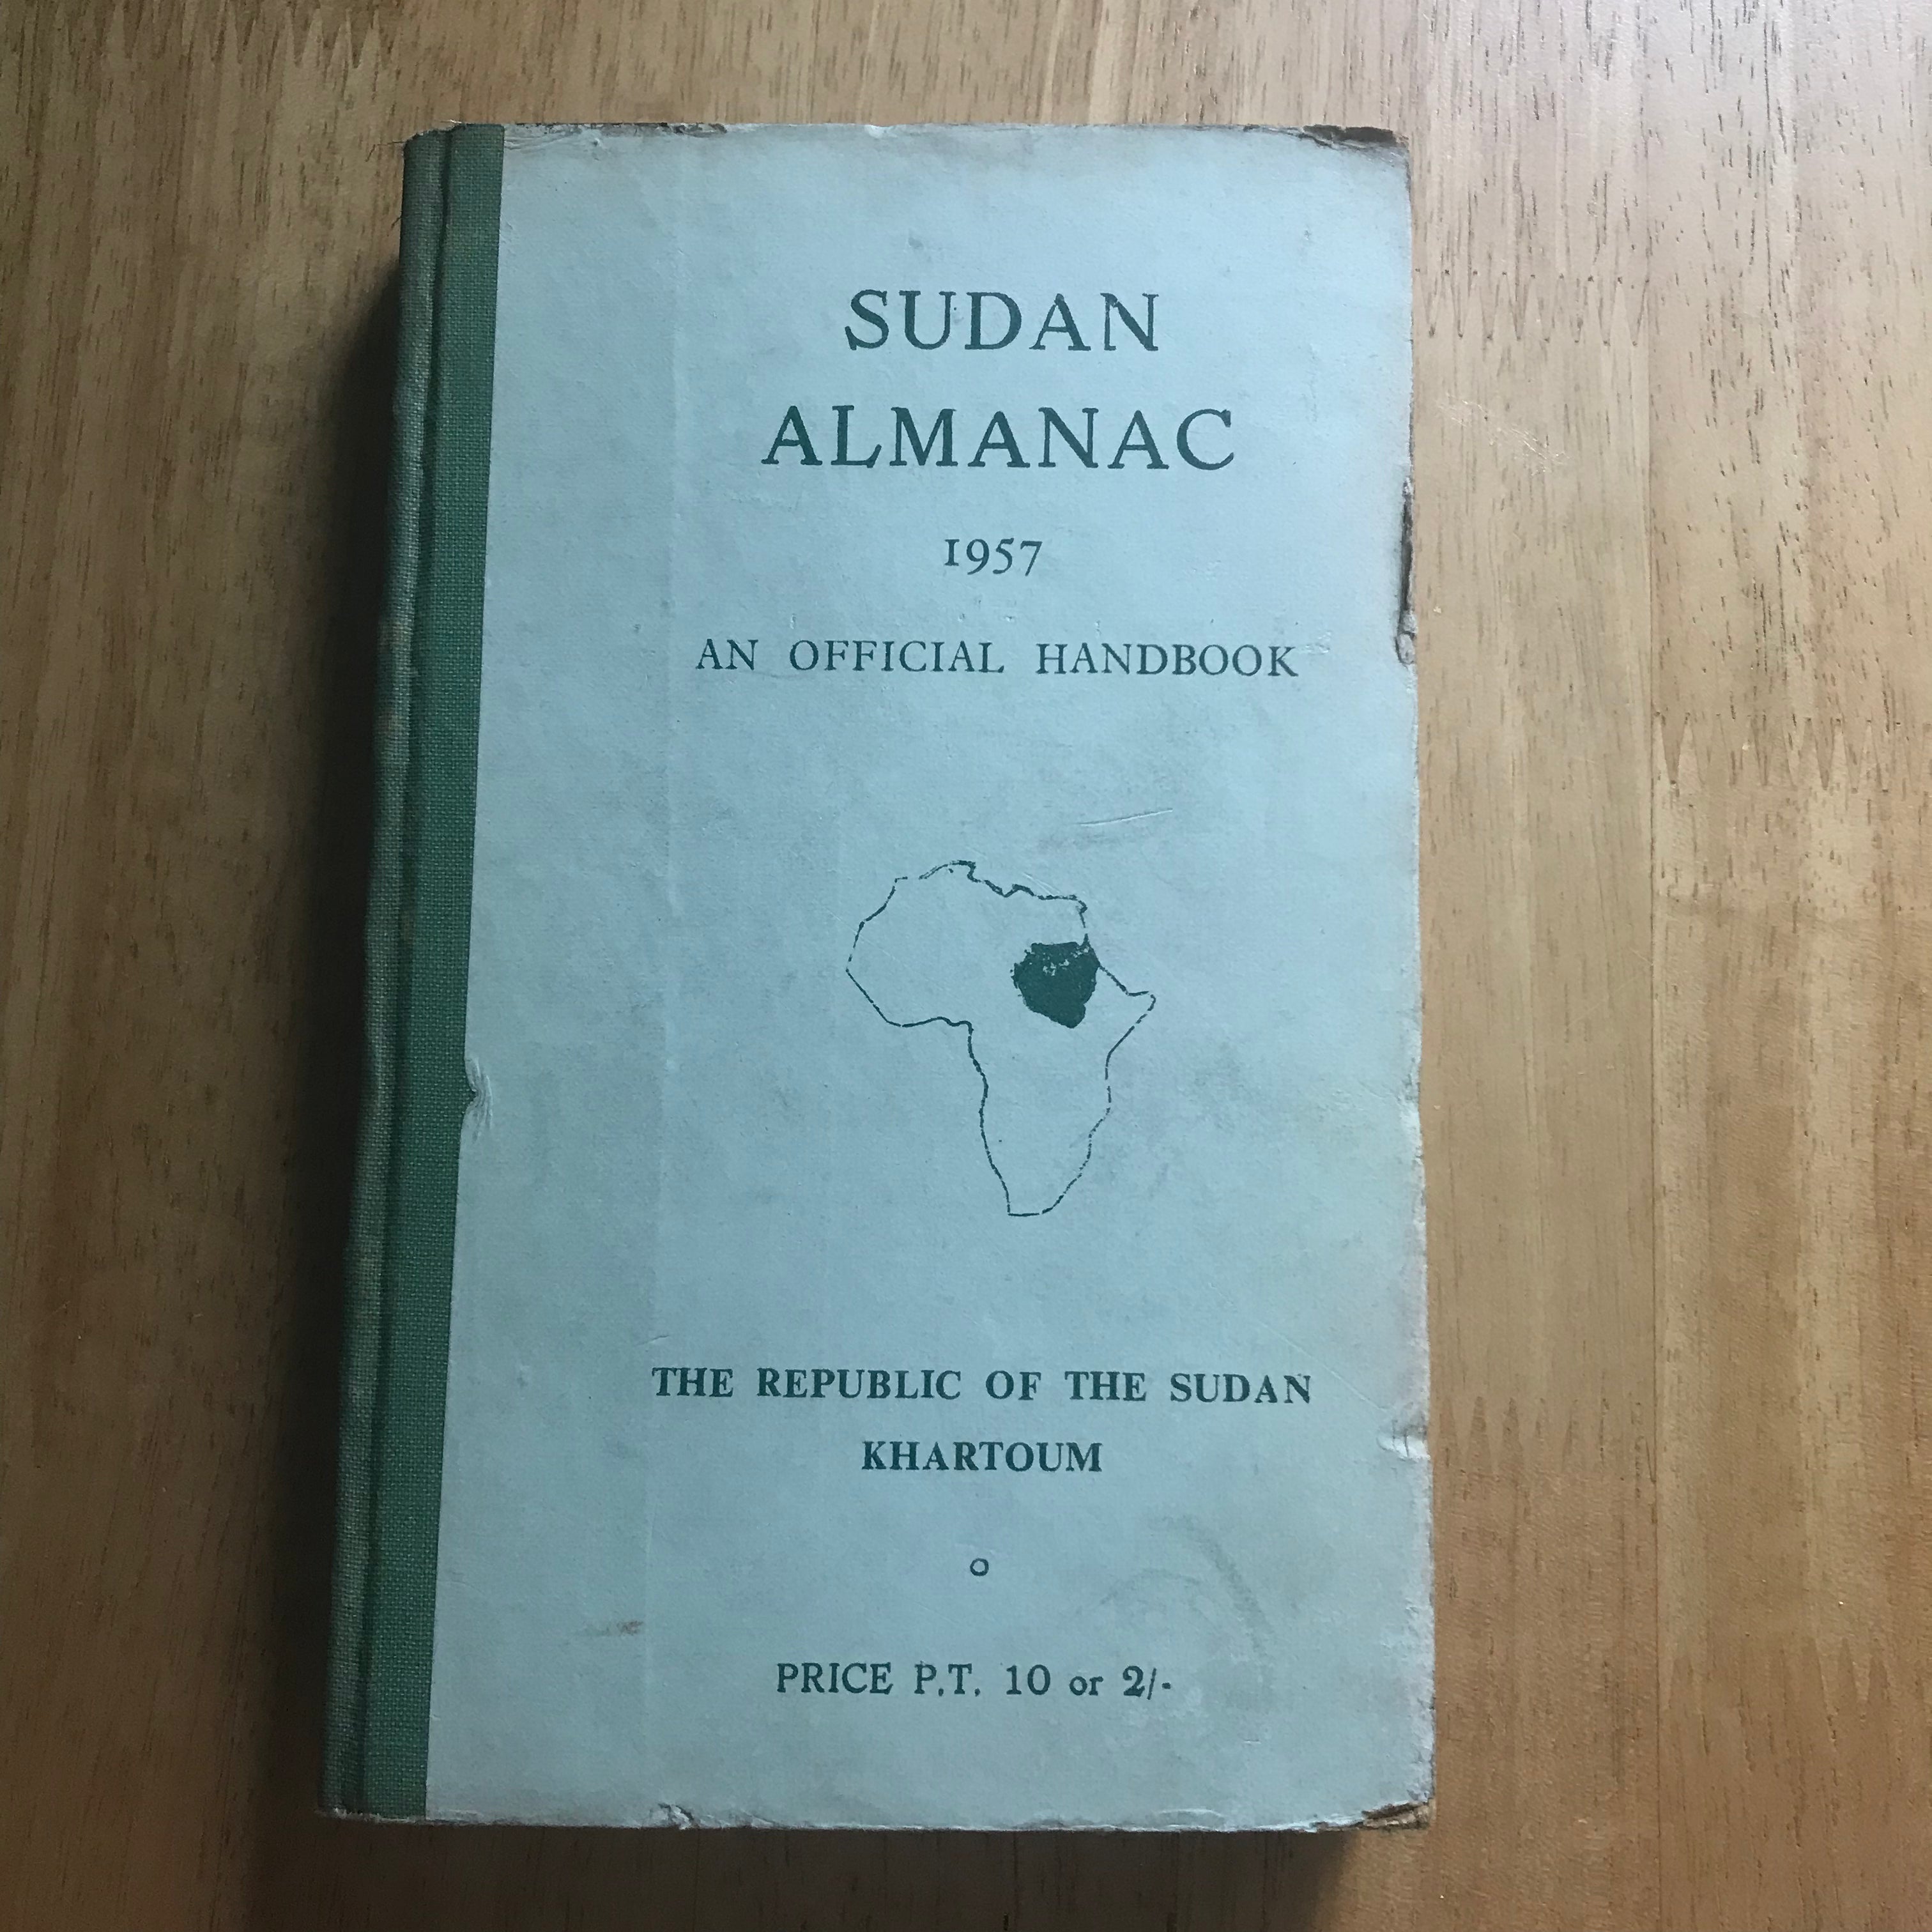 SUDAN
ALMANAC
1957
AN OFFICIAL HANDBOOK
THE REPUBLIC OF THE SUDAN
KHARTOUM
PRICE P.T. 10 or 2/-